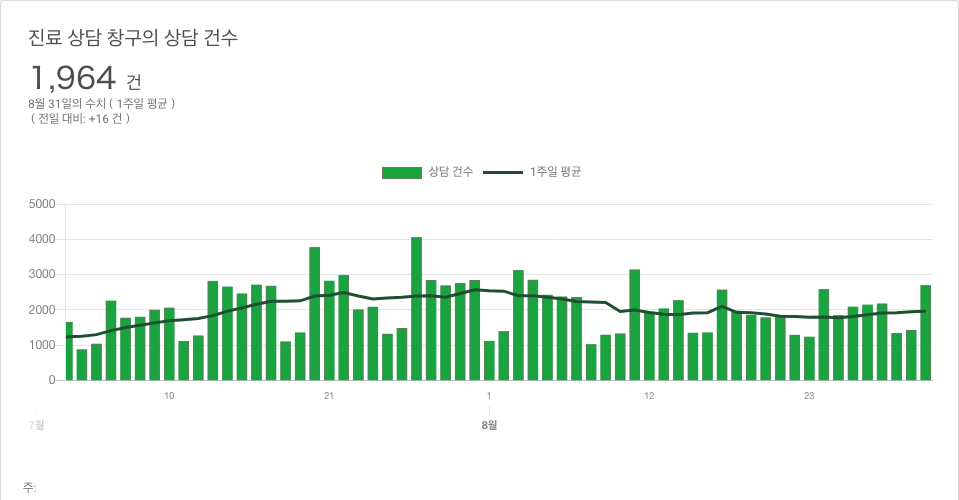 진료 상담 창구의 상담 건수
1,964 건
8월 31일의 수치 ( 1주일 평균 )
( 전일 대비: +16 건 )
상담 건수 1주일 평균
5000
4000
3000
2000
1000
0
10 21 1 12 23
7월 8월
주: